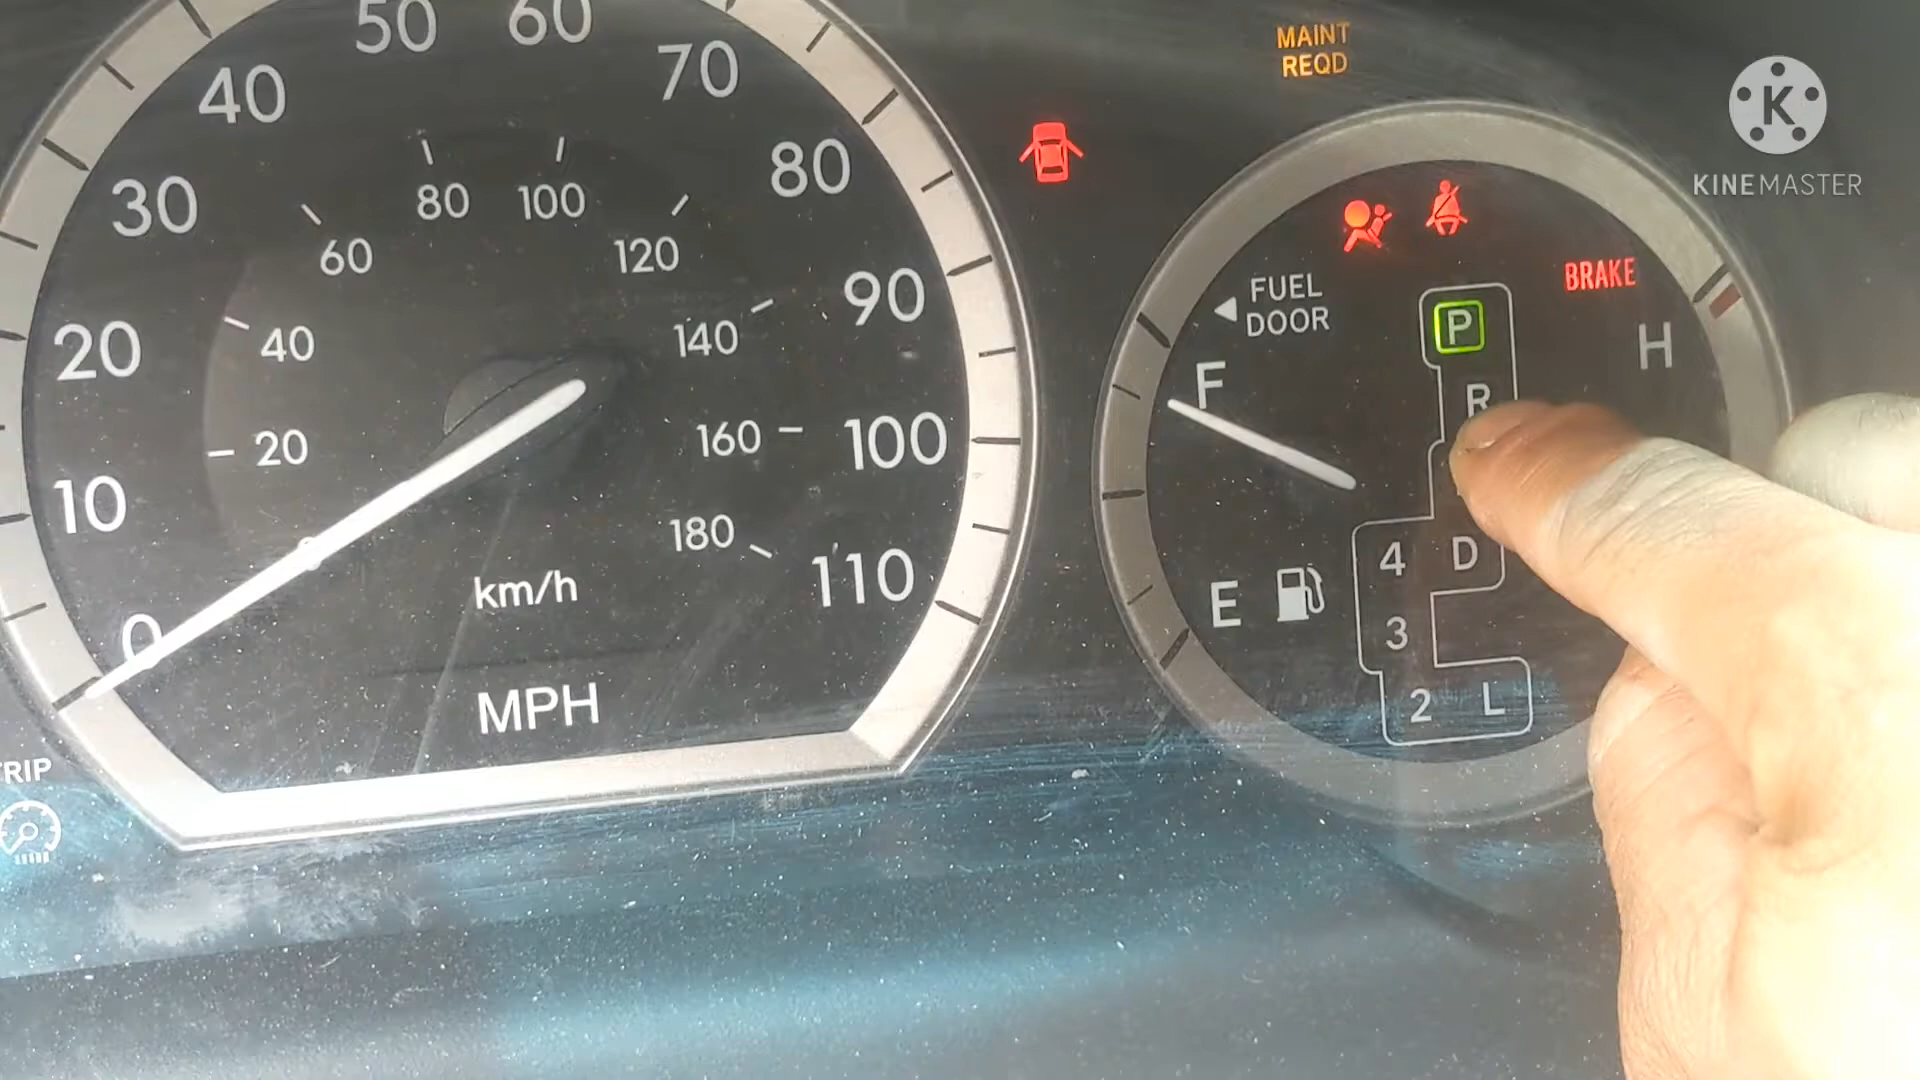 50 60
40 70
30 80
20 90
10 100
0 110
80 100
60 120
40 140
20 160
180
km/h
MPH
TRIP
MAINT
REQD
K
KINEMASTER
FUEL
DOOR
BRAKE
P
F
H
R
4 D
E
3
2 L